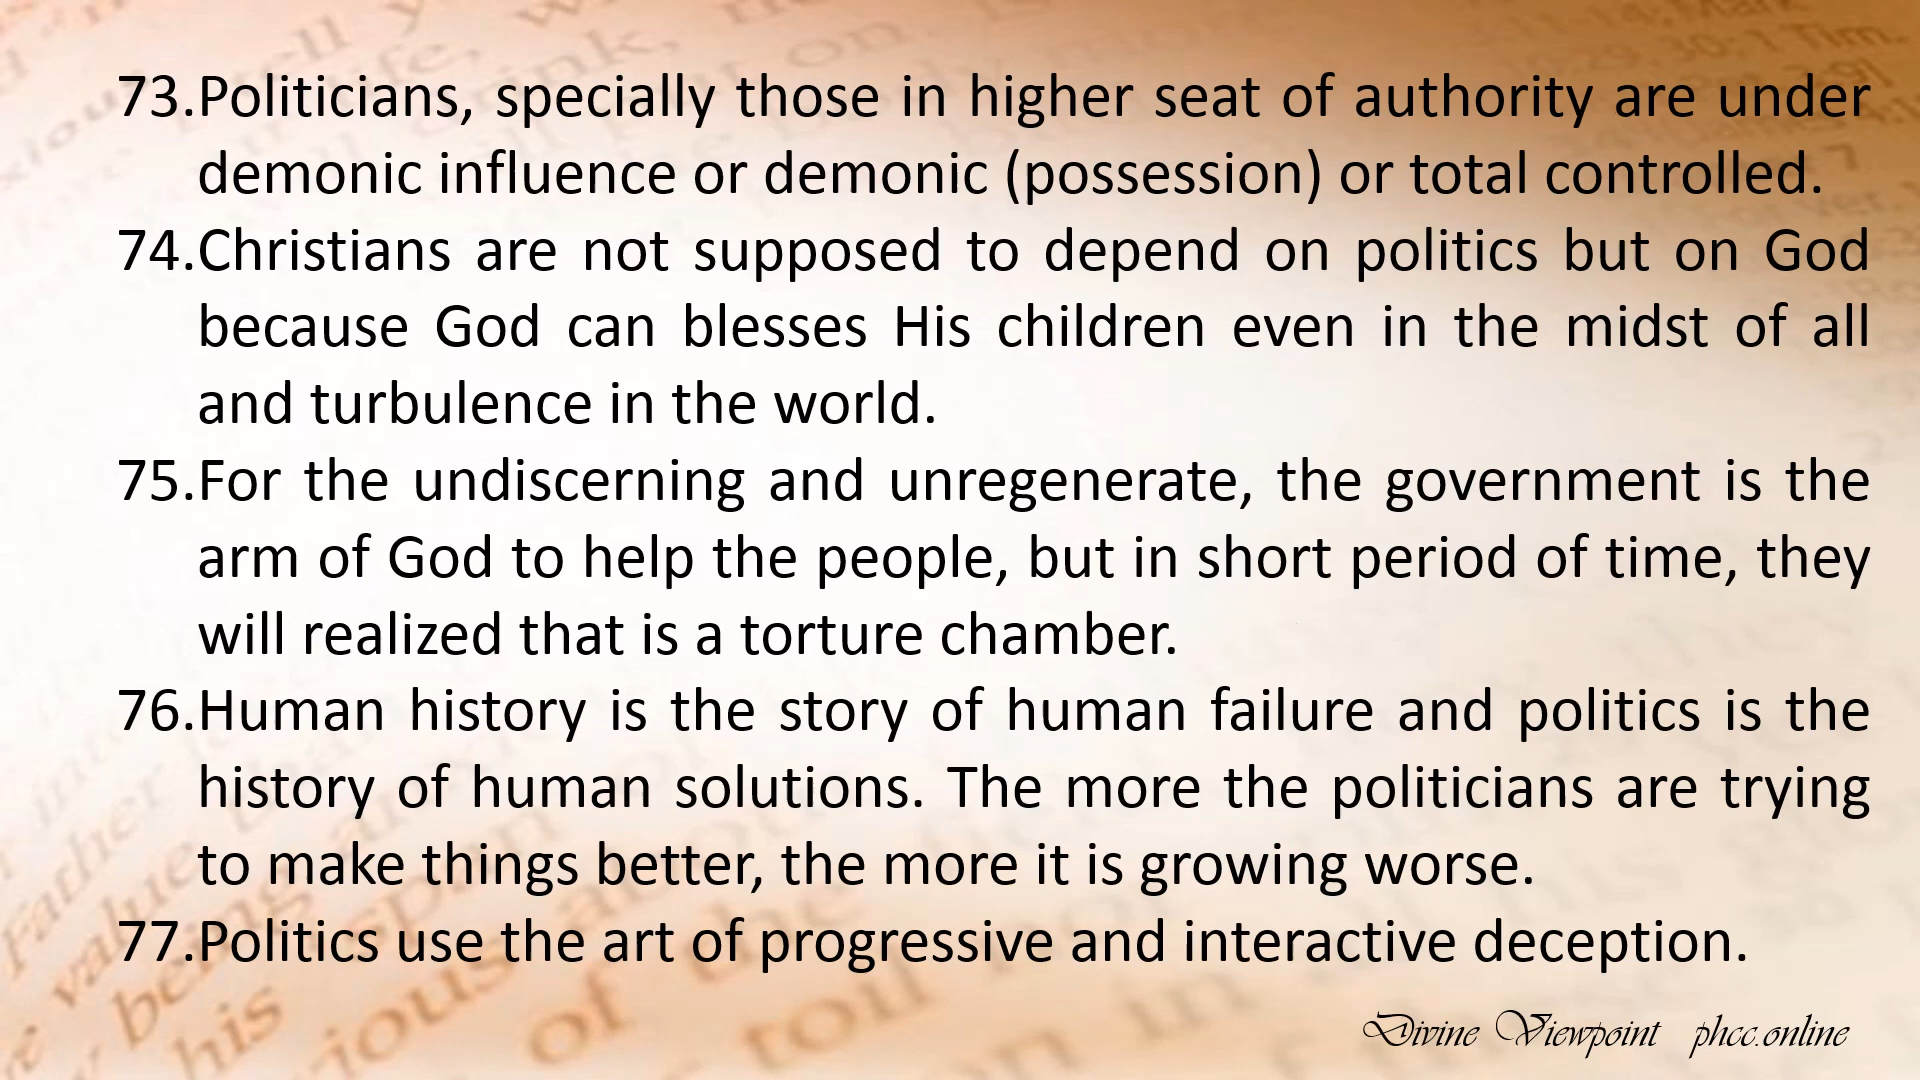 73.Politicians, specially those in higher seat of authority are under
demonic influence or demonic (possession) or total controlled.
74.Christians are not supposed to depend on politics but on God
because God can blesses His children even in the midst of all
and turbulence in the world.
75.For the undiscerning and unregenerate, the government is the
arm of God to help the people, but in short period of time, they
will realized that is a torture chamber.
76.Human history is the story of human failure and politics is the
history of human solutions. The more the politicians are trying
to make things better, the more it is growing worse.
77.Politics use the art of progressive and interactive deception.
Divine Viewpoint phcc.online